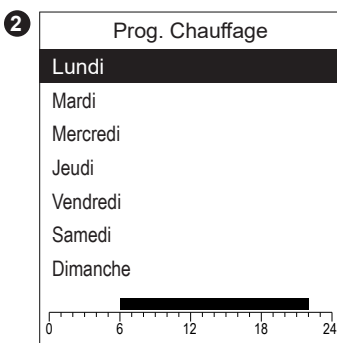 2
Prog. Chauffage
Lundi
Mardi
Mercredi
Jeudi
Vendredi
Samedi
Dimanche
0 6 12 18 24